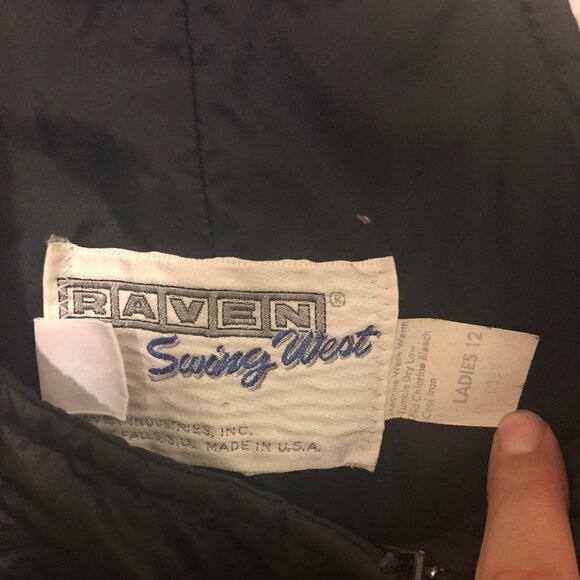 RAVEN ®
Swing West
INDUSTRIES, INC.
FALLS, S.D. MADE IN U.S.A.
Machine Wash Warm
Tumble Dry Low
Chlorine Bleach
Cool Iron
LADIES 12